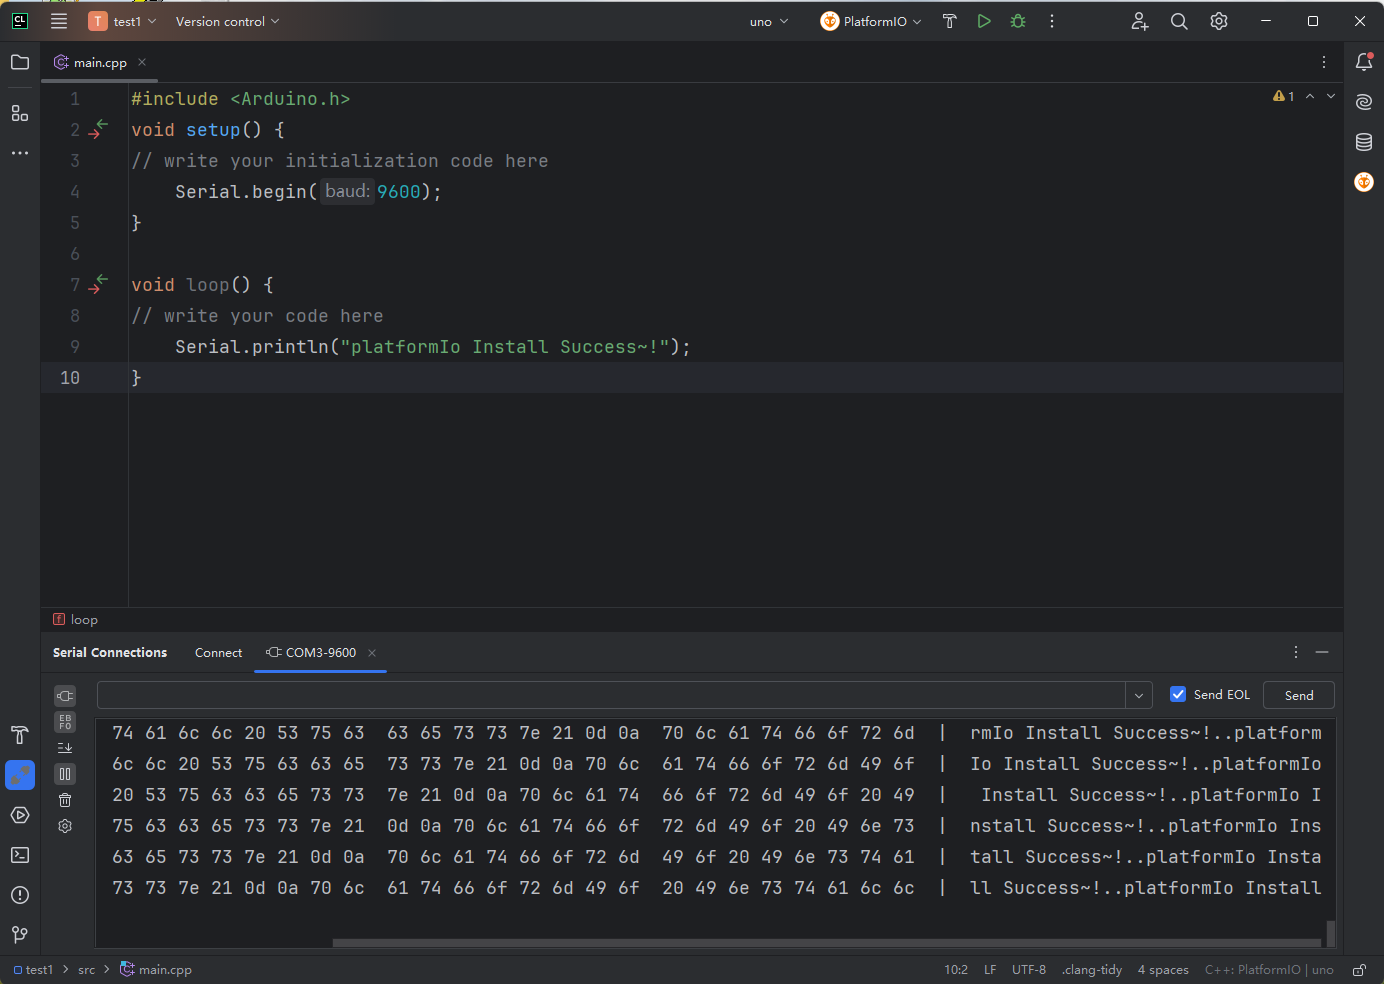 CL T test1 Version control uno PlatformIO
main.cpp
1 #include <Arduino.h> 1
2 void setup() {
3 // write your initialization code here
4 Serial.begin( baud: 9600);
5 }
6
7 void loop() {
8 // write your code here
9 Serial.println("platformIo Install Success~!");
10 }
f loop
Serial Connections Connect COM3-9600
Send EOL Send
EB
F0
74 61 6c 6c 20 53 75 63 63 65 73 73 7e 21 0d 0a 70 6c 61 74 66 6f 72 6d | rmIo Install Success~!..platform
6c 6c 20 53 75 63 63 65 73 73 7e 21 0d 0a 70 6c 61 74 66 6f 72 6d 49 6f | Io Install Success~!..platformIo
20 53 75 63 63 65 73 73 7e 21 0d 0a 70 6c 61 74 66 6f 72 6d 49 6f 20 49 | Install Success~!..platformIo I
75 63 63 65 73 73 7e 21 0d 0a 70 6c 61 74 66 6f 72 6d 49 6f 20 49 6e 73 | nstall Success~!..platformIo Ins
63 65 73 73 7e 21 0d 0a 70 6c 61 74 66 6f 72 6d 49 6f 20 49 6e 73 74 61 | tall Success~!..platformIo Insta
73 73 7e 21 0d 0a 70 6c 61 74 66 6f 72 6d 49 6f 20 49 6e 73 74 61 6c 6c | ll Success~!..platformIo Install
test1 > src > main.cpp 10:2 LF UTF-8 .clang-tidy 4 spaces C++: PlatformIO | uno